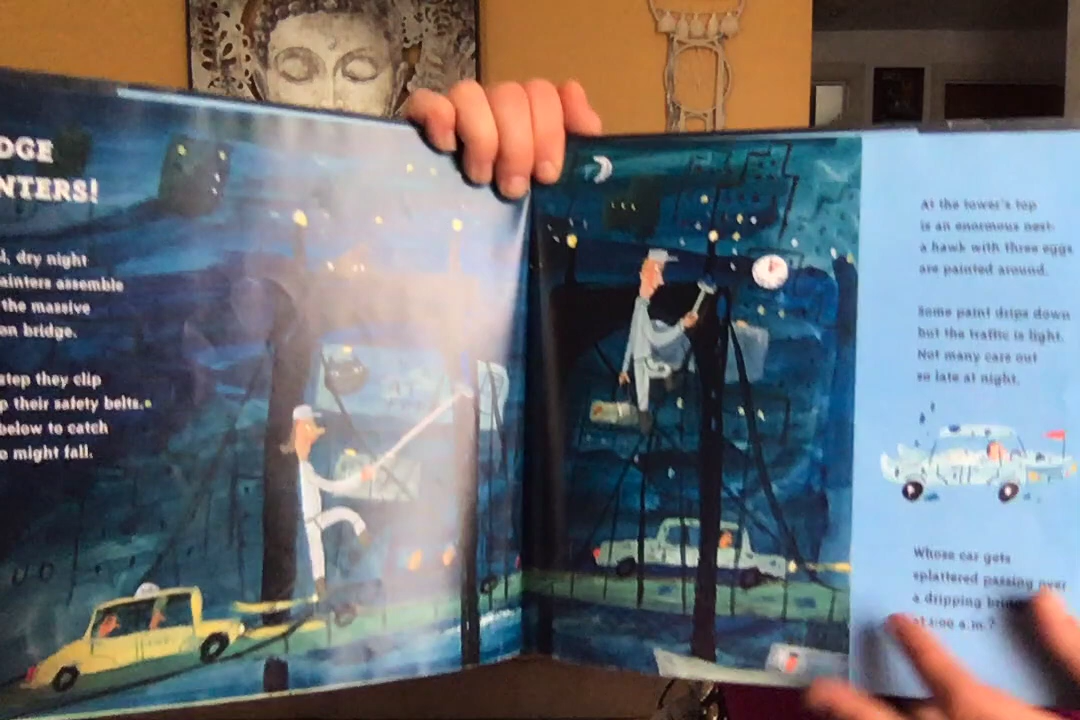 DGE
NTERS!
l, dry night
ainters assemble
the massive
on bridge.
step they clip
p their safety belts.
below to catch
o might fall.
At the tower's top
is an enormous nest:
a hawk with three eggs
are painted around.
Some paint drips down
but the traffic is light.
Not many cars out
so late at night.
Whose car gets
splattered passing over
a dripping
a.m.?